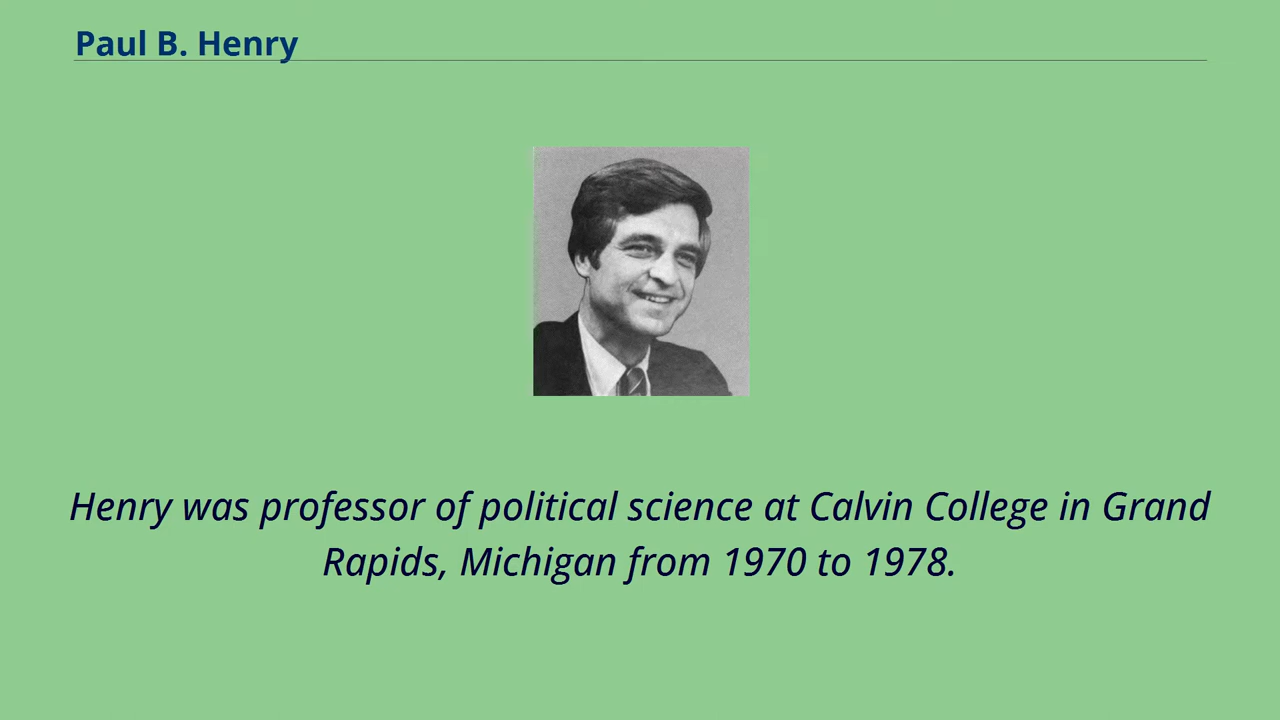 Paul B. Henry
Henry was professor of political science at Calvin College in Grand
Rapids, Michigan from 1970 to 1978.